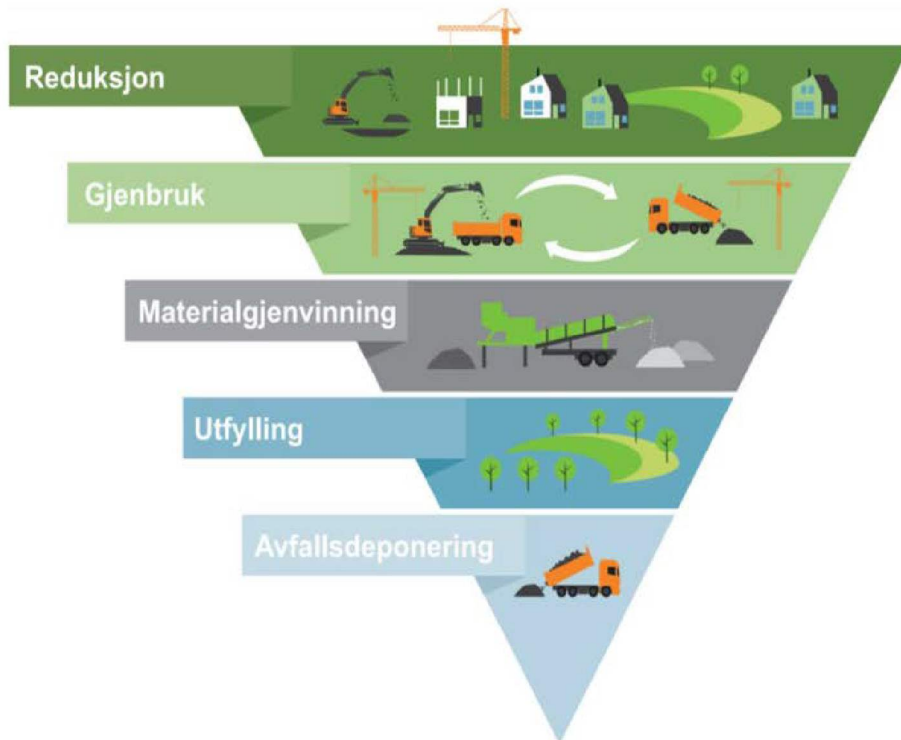 Reduksjon
Gjenbruk
Materialgjenvinning
Utfylling
Avfallsdeponering